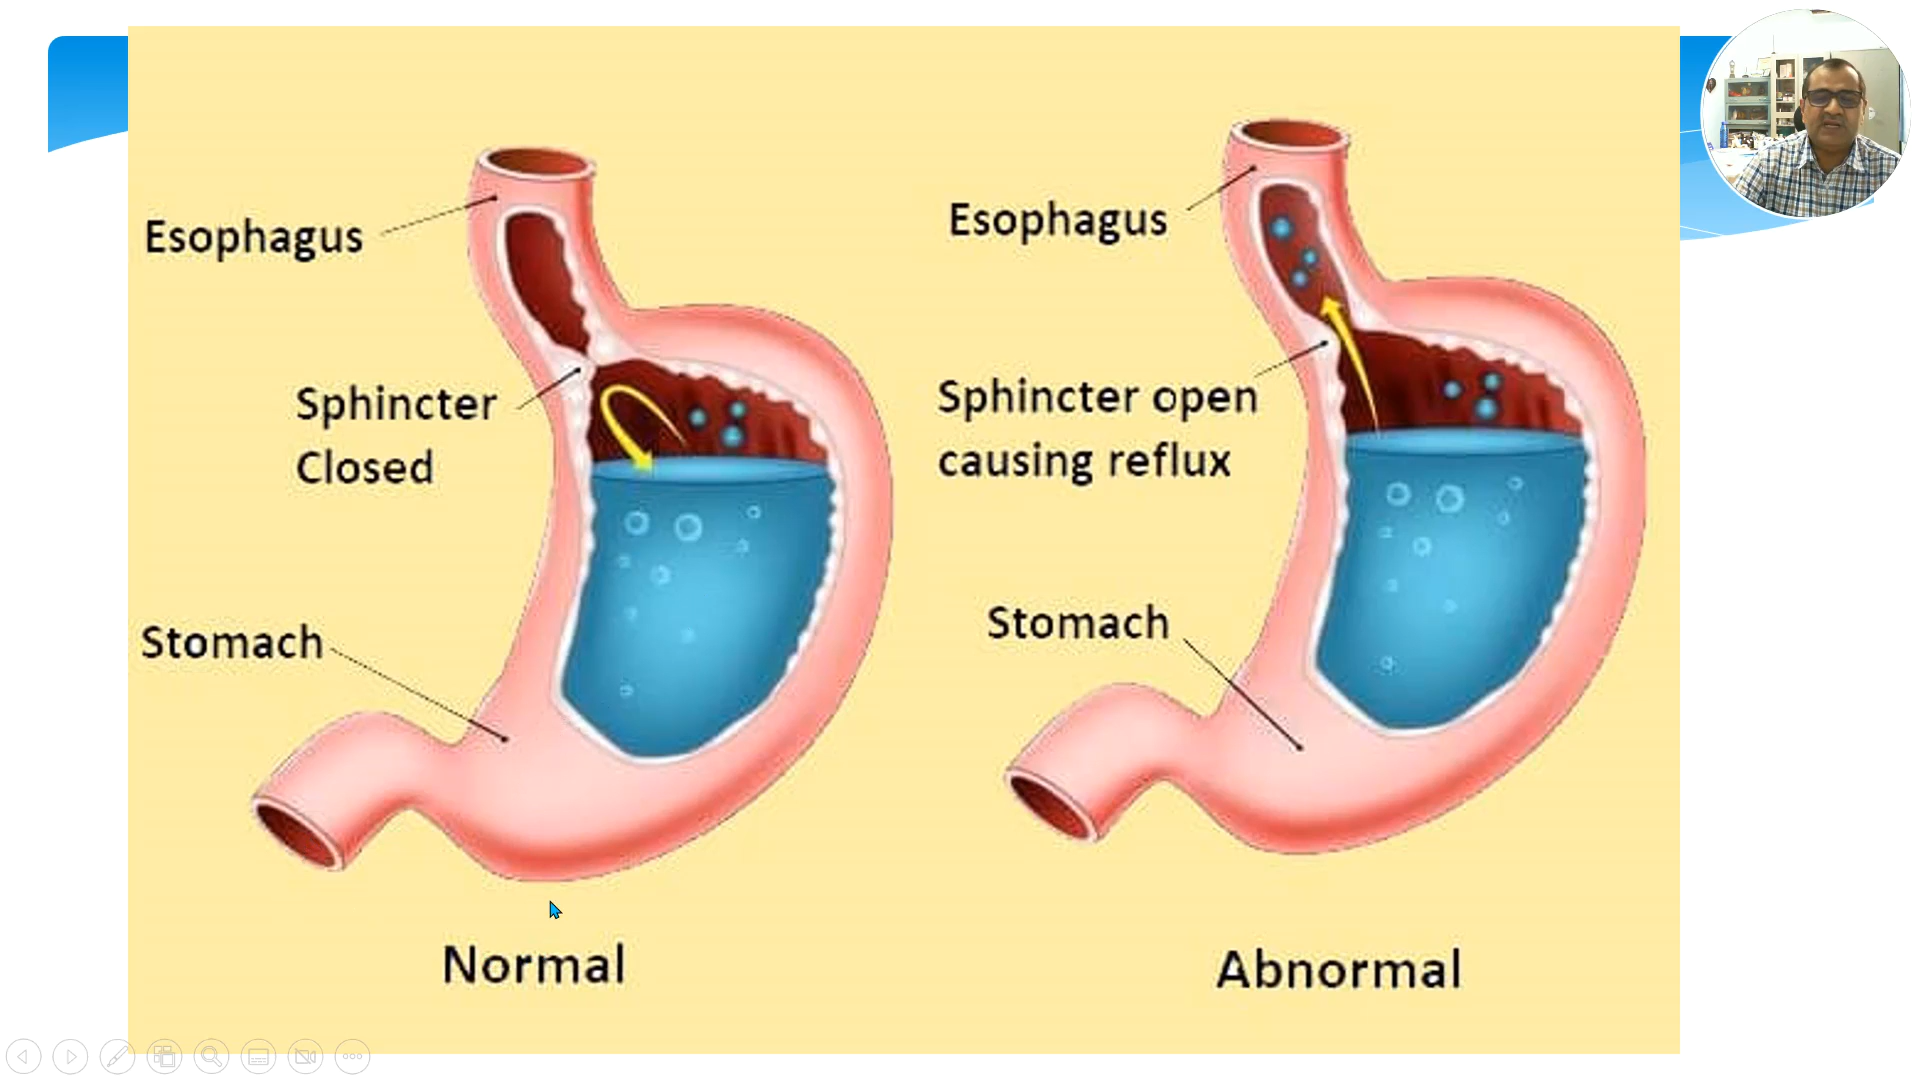 Esophagus
Sphincter
Closed
Stomach
Normal
Esophagus
Sphincter open
causing reflux
Stomach
Abnormal